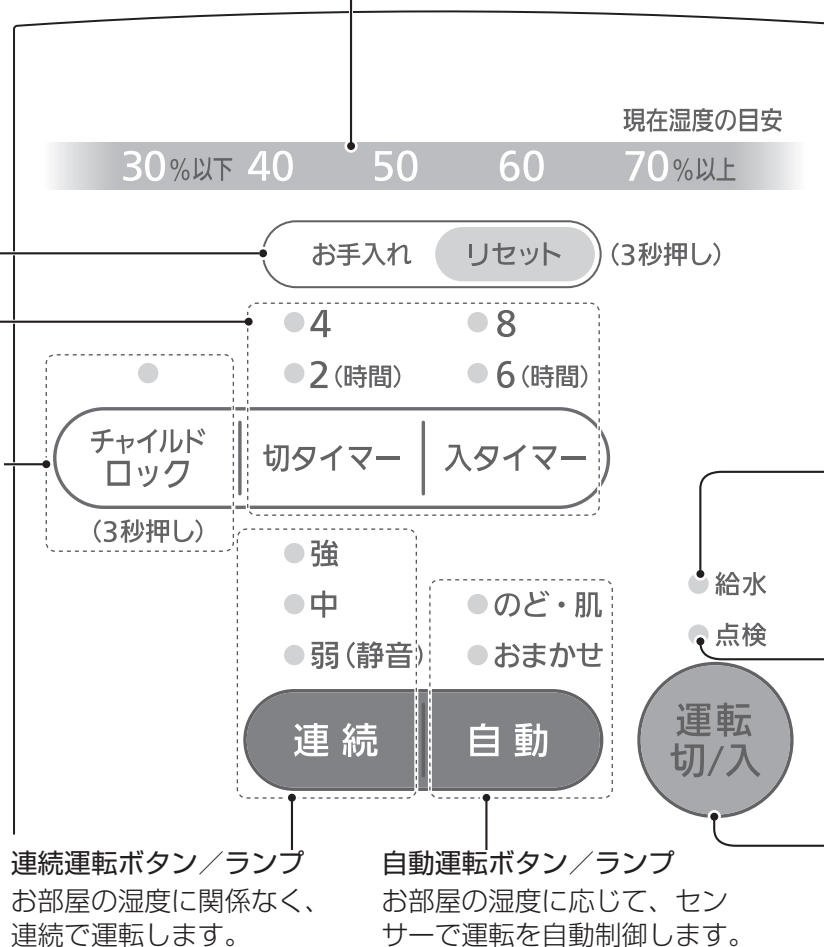 現在湿度の目安
30%以下 40 50 60 70%以上
お手入れ リセット (3秒押し)
4 8
2(時間) 6(時間)
チャイルド
ロック
切タイマー 入タイマー
(3秒押し)
強
中 のど・肌
弱(静音) おまかせ
給水
点検
連続 自動
運転
切/入
連続運転ボタン/ランプ
お部屋の湿度に関係なく、
連続で運転します。
自動運転ボタン/ランプ
お部屋の湿度に応じて、セン
サーで運転を自動制御します。